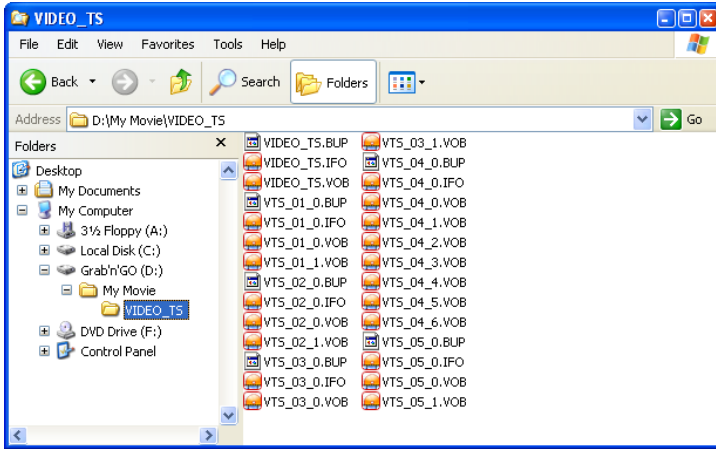 VIDEO_TS
File Edit View Favorites Tools Help
Back Search Folders
Address D:\My Movie\VIDEO_TS Go
Folders
Desktop
My Documents
My Computer
3½ Floppy (A:)
Local Disk (C:)
Grab'n'GO (D:)
My Movie
VIDEO_TS
DVD Drive (F:)
Control Panel
VIDEO_TS.BUP
VIDEO_TS.IFO
VIDEO_TS.VOB
VTS_01_0.BUP
VTS_01_0.IFO
VTS_01_0.VOB
VTS_01_1.VOB
VTS_02_0.BUP
VTS_02_0.IFO
VTS_02_0.VOB
VTS_02_1.VOB
VTS_03_0.BUP
VTS_03_0.IFO
VTS_03_0.VOB
VTS_03_1.VOB
VTS_04_0.BUP
VTS_04_0.IFO
VTS_04_0.VOB
VTS_04_1.VOB
VTS_04_2.VOB
VTS_04_3.VOB
VTS_04_4.VOB
VTS_04_5.VOB
VTS_04_6.VOB
VTS_05_0.BUP
VTS_05_0.IFO
VTS_05_0.VOB
VTS_05_1.VOB